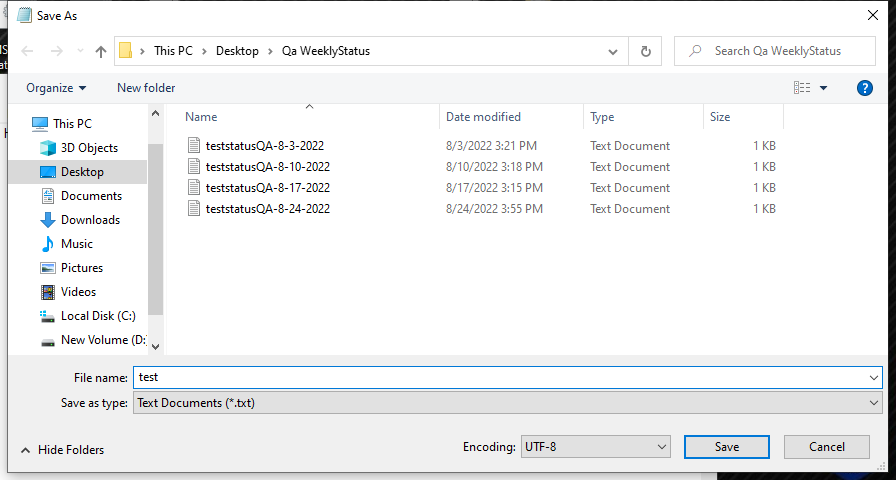 Save As
This PC > Desktop > Qa WeeklyStatus
Search Qa WeeklyStatus
Organize
New folder
?
Name Date modified Type Size
This PC
3D Objects
Desktop
Documents
Downloads
Music
Pictures
Videos
Local Disk (C:)
New Volume (D:
teststatusQA-8-3-2022 8/3/2022 3:21 PM Text Document 1 KB
teststatusQA-8-10-2022 8/10/2022 3:18 PM Text Document 1 KB
teststatusQA-8-17-2022 8/17/2022 3:15 PM Text Document 1 KB
teststatusQA-8-24-2022 8/24/2022 3:55 PM Text Document 1 KB
File name: test
Save as type: Text Documents (*.txt)
Hide Folders
Encoding: UTF-8
Save
Cancel